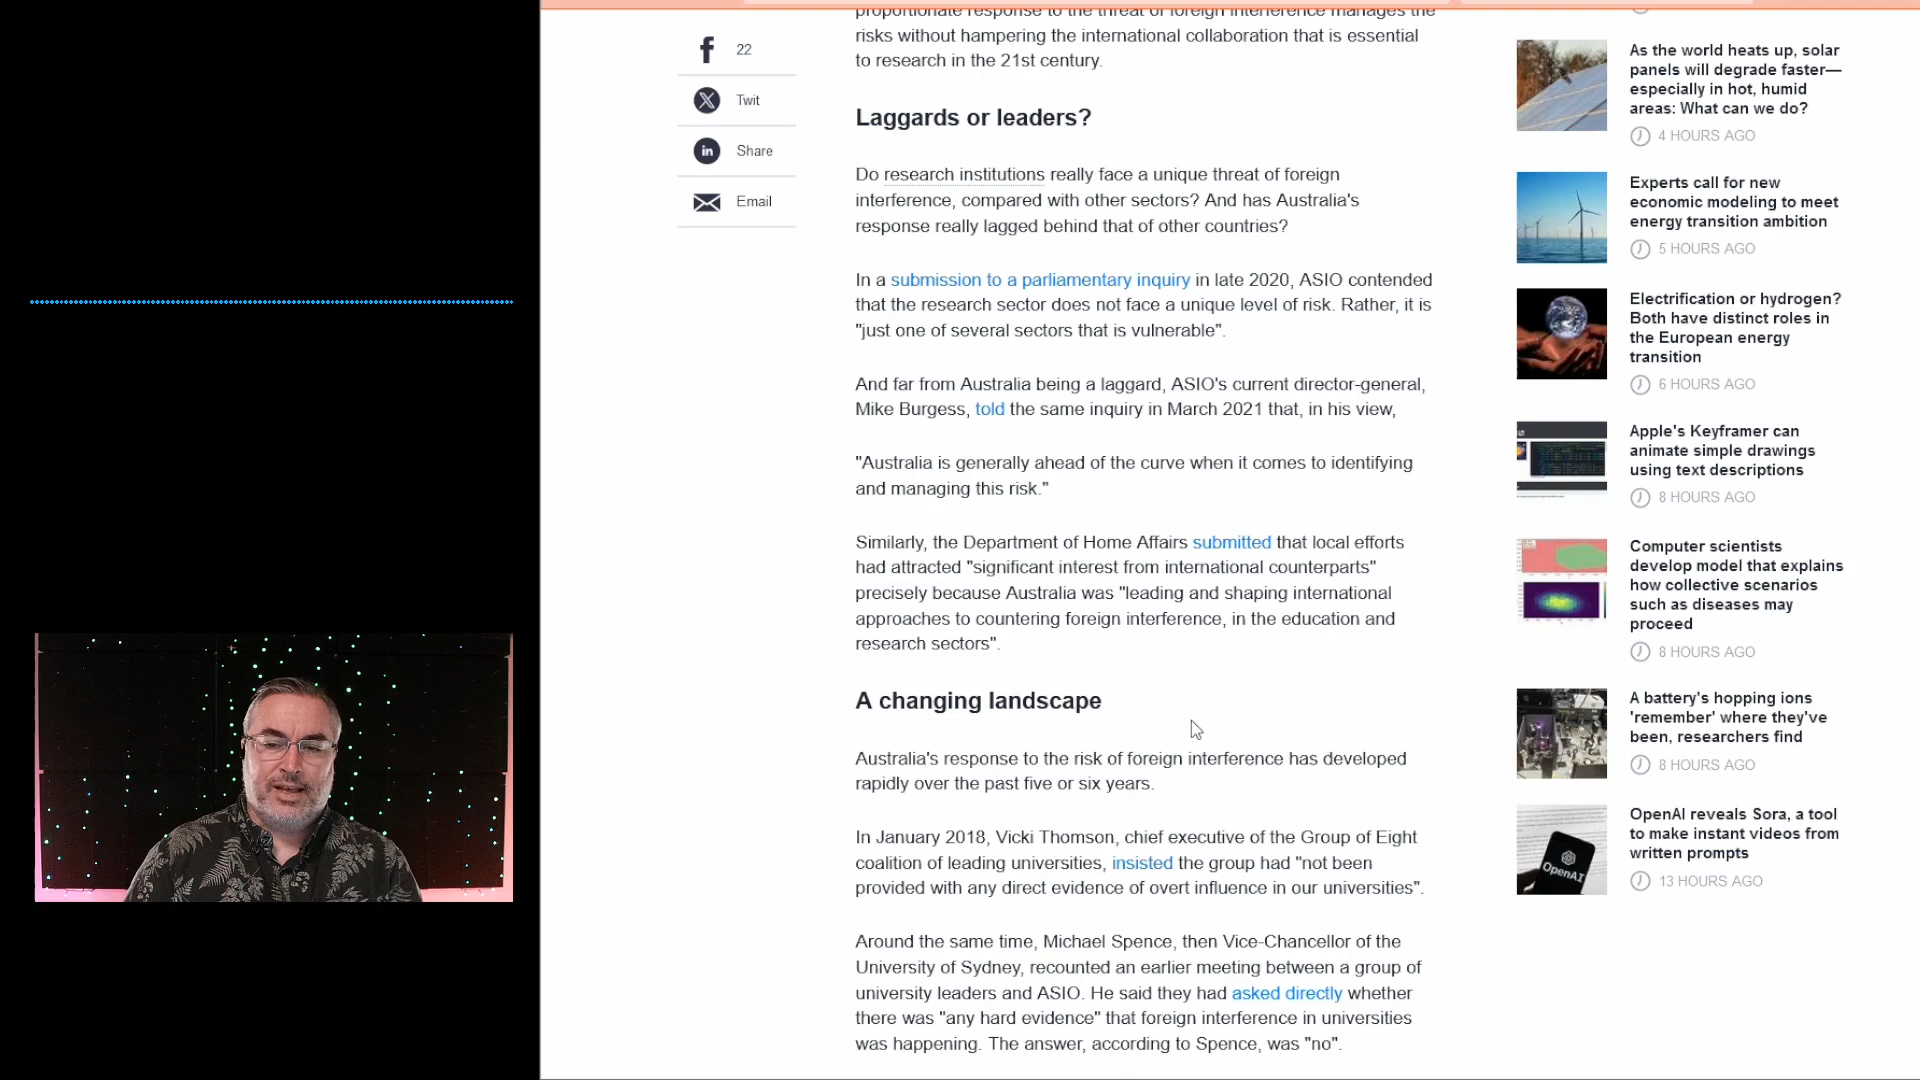 proportionate response to the threat of foreign interference manages the
risks without hampering the international collaboration that is essential
to research in the 21st century.
22
Twit
Share
Email
Laggards or leaders?
Do research institutions really face a unique threat of foreign
interference, compared with other sectors? And has Australia's
response really lagged behind that of other countries?
In a submission to a parliamentary inquiry in late 2020, ASIO contended
that the research sector does not face a unique level of risk. Rather, it is
"just one of several sectors that is vulnerable".
And far from Australia being a laggard, ASIO's current director-general,
Mike Burgess, told the same inquiry in March 2021 that, in his view,
"Australia is generally ahead of the curve when it comes to identifying
and managing this risk."
Similarly, the Department of Home Affairs submitted that local efforts
had attracted "significant interest from international counterparts"
precisely because Australia was "leading and shaping international
approaches to countering foreign interference, in the education and
research sectors".
A changing landscape
Australia's response to the risk of foreign interference has developed
rapidly over the past five or six years.
In January 2018, Vicki Thomson, chief executive of the Group of Eight
coalition of leading universities, insisted the group had "not been
provided with any direct evidence of overt influence in our universities".
Around the same time, Michael Spence, then Vice-Chancellor of the
University of Sydney, recounted an earlier meeting between a group of
university leaders and ASIO. He said they had asked directly whether
there was "any hard evidence" that foreign interference in universities
was happening. The answer, according to Spence, was "no".
As the world heats up, solar
panels will degrade faster—
especially in hot, humid
areas: What can we do?
4 HOURS AGO
Experts call for new
economic modeling to meet
energy transition ambition
5 HOURS AGO
Electrification or hydrogen?
Both have distinct roles in
the European energy
transition
6 HOURS AGO
Apple's Keyframer can
animate simple drawings
using text descriptions
8 HOURS AGO
Computer scientists
develop model that explains
how collective scenarios
such as diseases may
proceed
8 HOURS AGO
A battery's hopping ions
'remember' where they've
been, researchers find
8 HOURS AGO
OpenAI reveals Sora, a tool
to make instant videos from
written prompts
13 HOURS AGO
OpenAI